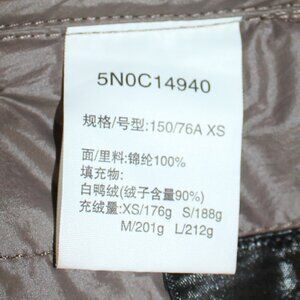 5N0C14940
规格/号型:150/76A XS
面/里料:锦纶100%
填充物:
白鸭绒(绒子含量90%)
充绒量:XS/176g S/188g
M/201g L/212g